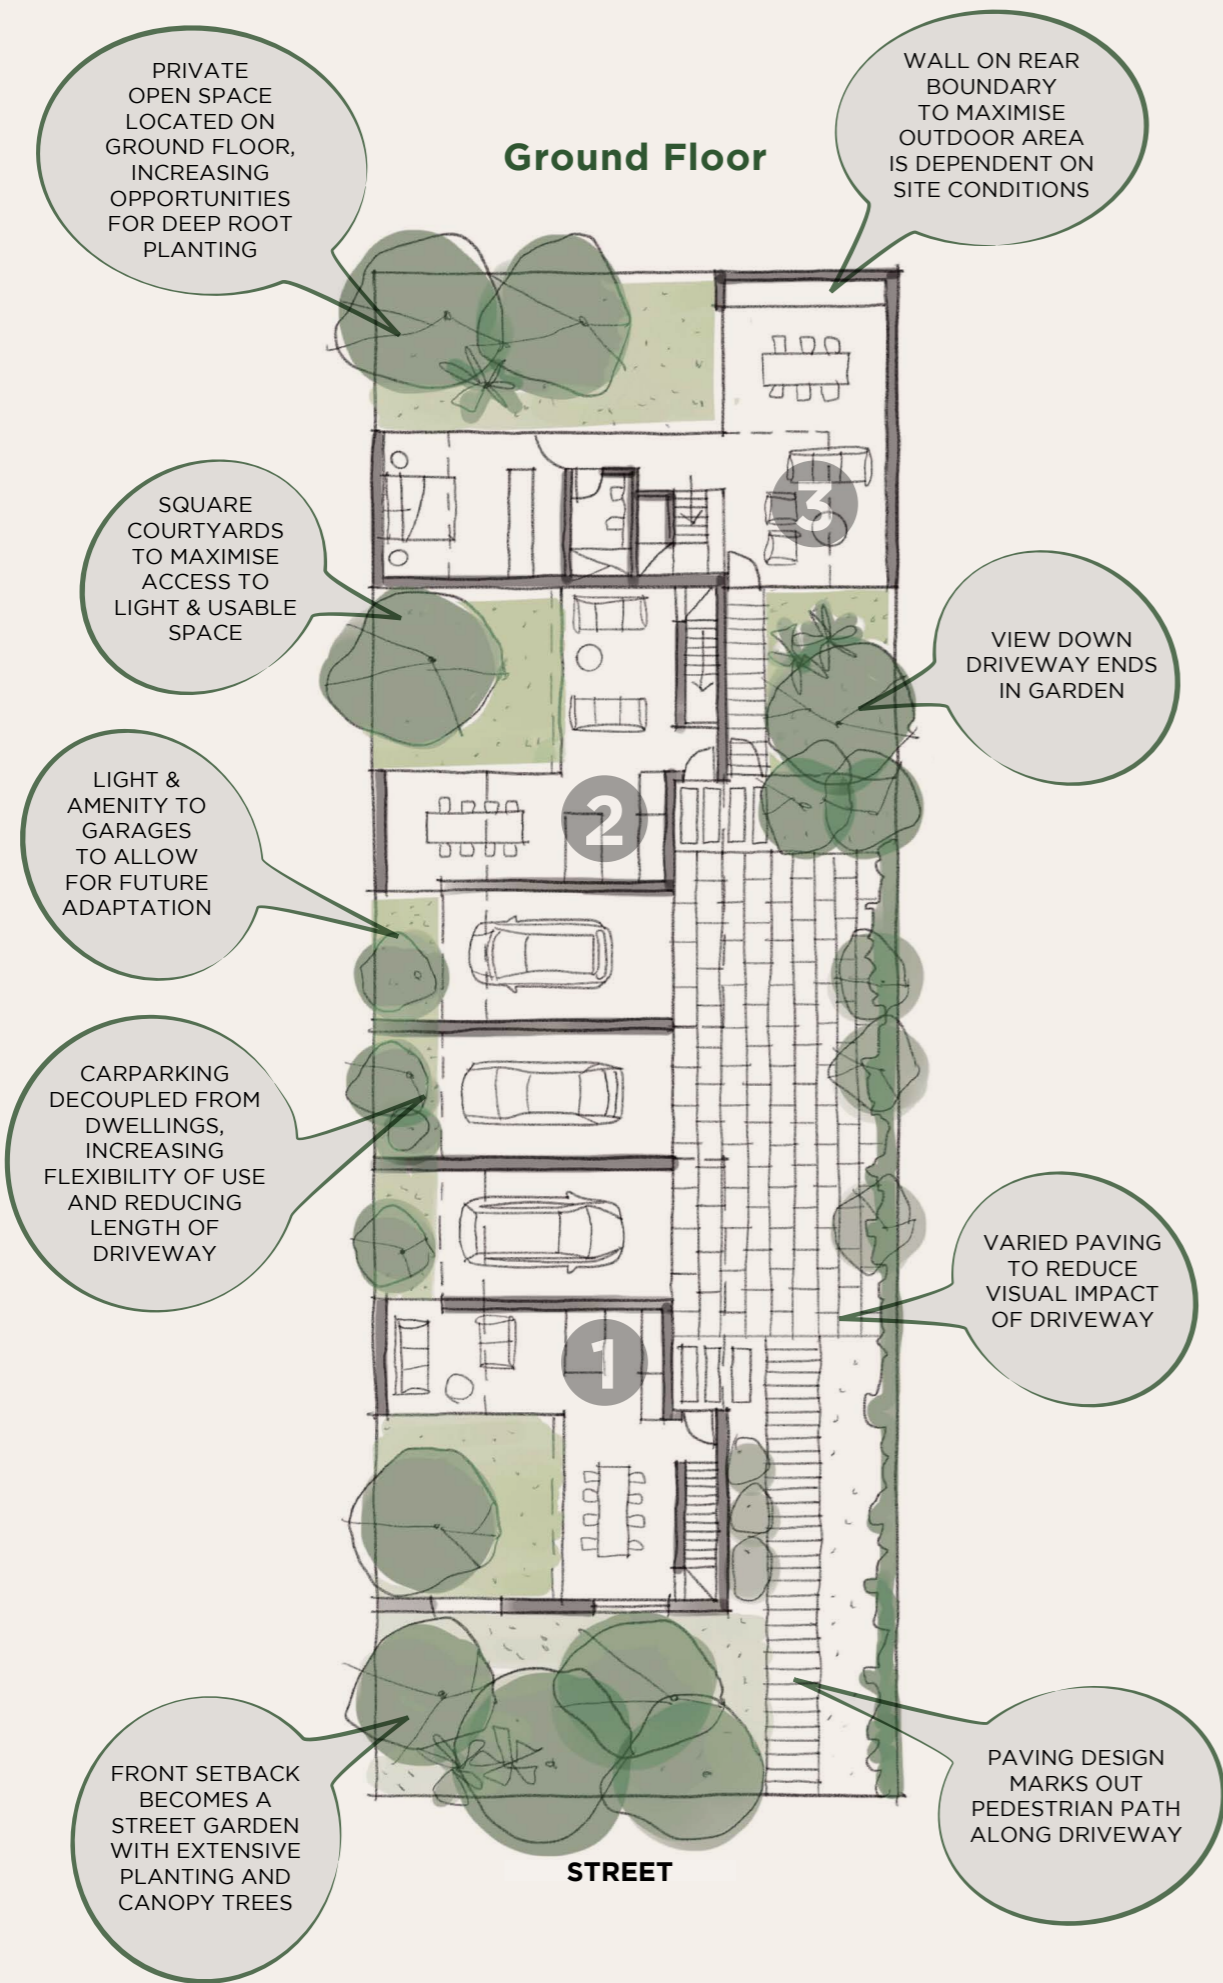 PRIVATE
OPEN SPACE
LOCATED ON
GROUND FLOOR,
INCREASING
OPPORTUNITIES
FOR DEEP ROOT
PLANTING
Ground Floor
WALL ON REAR
BOUNDARY
TO MAXIMISE
OUTDOOR AREA
IS DEPENDENT ON
SITE CONDITIONS
SQUARE
COURTYARDS
TO MAXIMISE
ACCESS TO
LIGHT & USABLE
SPACE
3
VIEW DOWN
DRIVEWAY ENDS
IN GARDEN
LIGHT &
AMENITY TO
GARAGES
TO ALLOW
FOR FUTURE
ADAPTATION
2
CARPARKING
DECOUPLED FROM
DWELLINGS,
INCREASING
FLEXIBILITY OF USE
AND REDUCING
LENGTH OF
DRIVEWAY
VARIED PAVING
TO REDUCE
VISUAL IMPACT
OF DRIVEWAY
1
FRONT SETBACK
BECOMES A
STREET GARDEN
WITH EXTENSIVE
PLANTING AND
CANOPY TREES
PAVING DESIGN
MARKS OUT
PEDESTRIAN PATH
ALONG DRIVEWAY
STREET